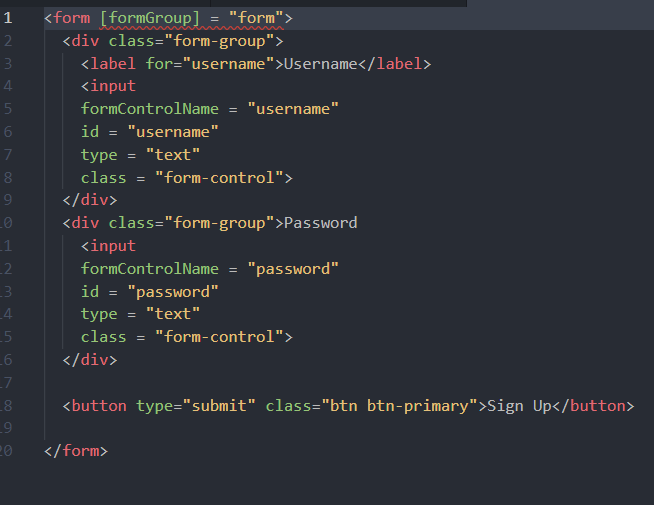 1 <form [formGroup] = "form">
2 <div class="form-group">
3 <label for="username">Username</label>
4 <input
5 formControlName = "username"
6 id = "username"
7 type = "text"
8 class = "form-control">
9 </div>
10 <div class="form-group">Password
11 <input
12 formControlName = "password"
13 id = "password"
14 type = "text"
15 class = "form-control">
16 </div>
17
18 <button type="submit" class="btn btn-primary">Sign Up</button>
19
20 </form>